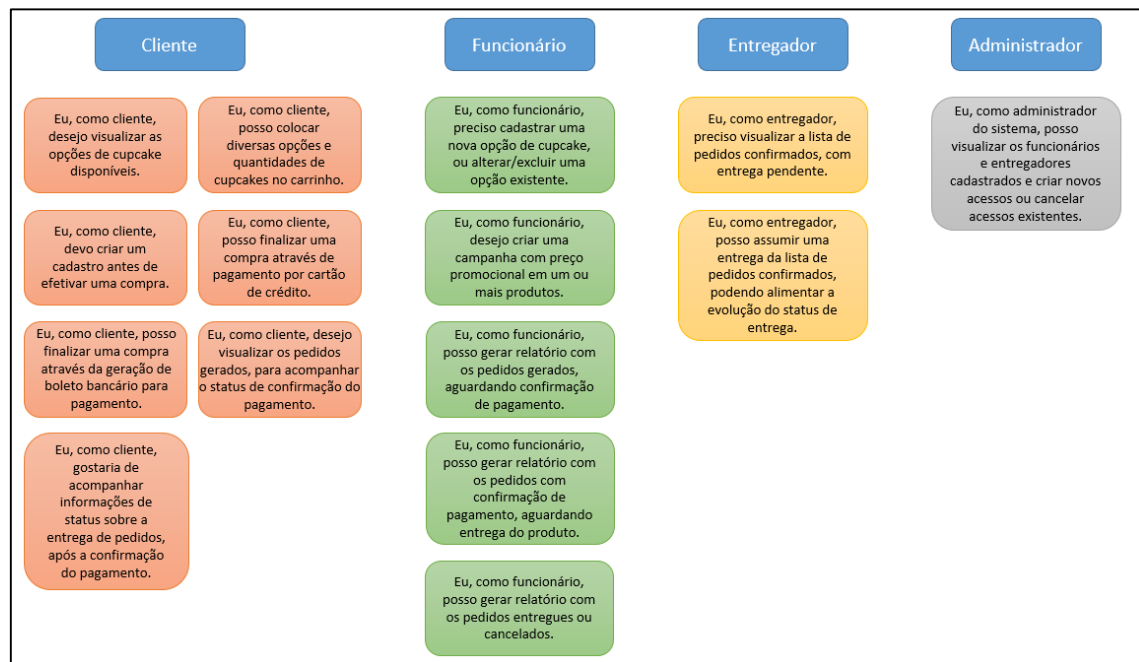 Cliente
Eu, como cliente,
desejo visualizar as
opções de cupcake
disponíveis.
Eu, como cliente,
posso colocar
diversas opções e
quantidades de
cupcakes no carrinho.
Eu, como cliente,
devo criar um
cadastro antes de
efetivar uma compra.
Eu, como cliente,
posso finalizar uma
compra através de
pagamento por cartão
de crédito.
Eu, como cliente, posso
finalizar uma compra
através da geração de
boleto bancário para
pagamento.
Eu, como cliente, desejo
visualizar os pedidos
gerados, para acompanhar
o status de confirmação do
pagamento.
Eu, como cliente,
gostaria de
acompanhar
informações de
status sobre a
entrega de pedidos,
após a confirmação
do pagamento.
Funcionário
Eu, como funcionário,
preciso cadastrar uma
nova opção de cupcake,
ou alterar/excluir uma
opção existente.
Eu, como funcionário,
desejo criar uma
campanha com preço
promocional em um ou
mais produtos.
Eu, como funcionário,
posso gerar relatório com
os pedidos gerados,
aguardando confirmação
de pagamento.
Eu, como funcionário,
posso gerar relatório com
os pedidos com
confirmação de
pagamento, aguardando
entrega do produto.
Eu, como funcionário,
posso gerar relatório com
os pedidos entregues ou
cancelados.
Entregador
Eu, como entregador,
preciso visualizar a lista de
pedidos confirmados, com
entrega pendente.
Eu, como entregador,
posso assumir uma
entrega da lista de
pedidos confirmados,
podendo alimentar a
evolução do status de
entrega.
Administrador
Eu, como administrador
do sistema, posso
visualizar os funcionários
e entregadores
cadastrados e criar novos
acessos ou cancelar
acessos existentes.